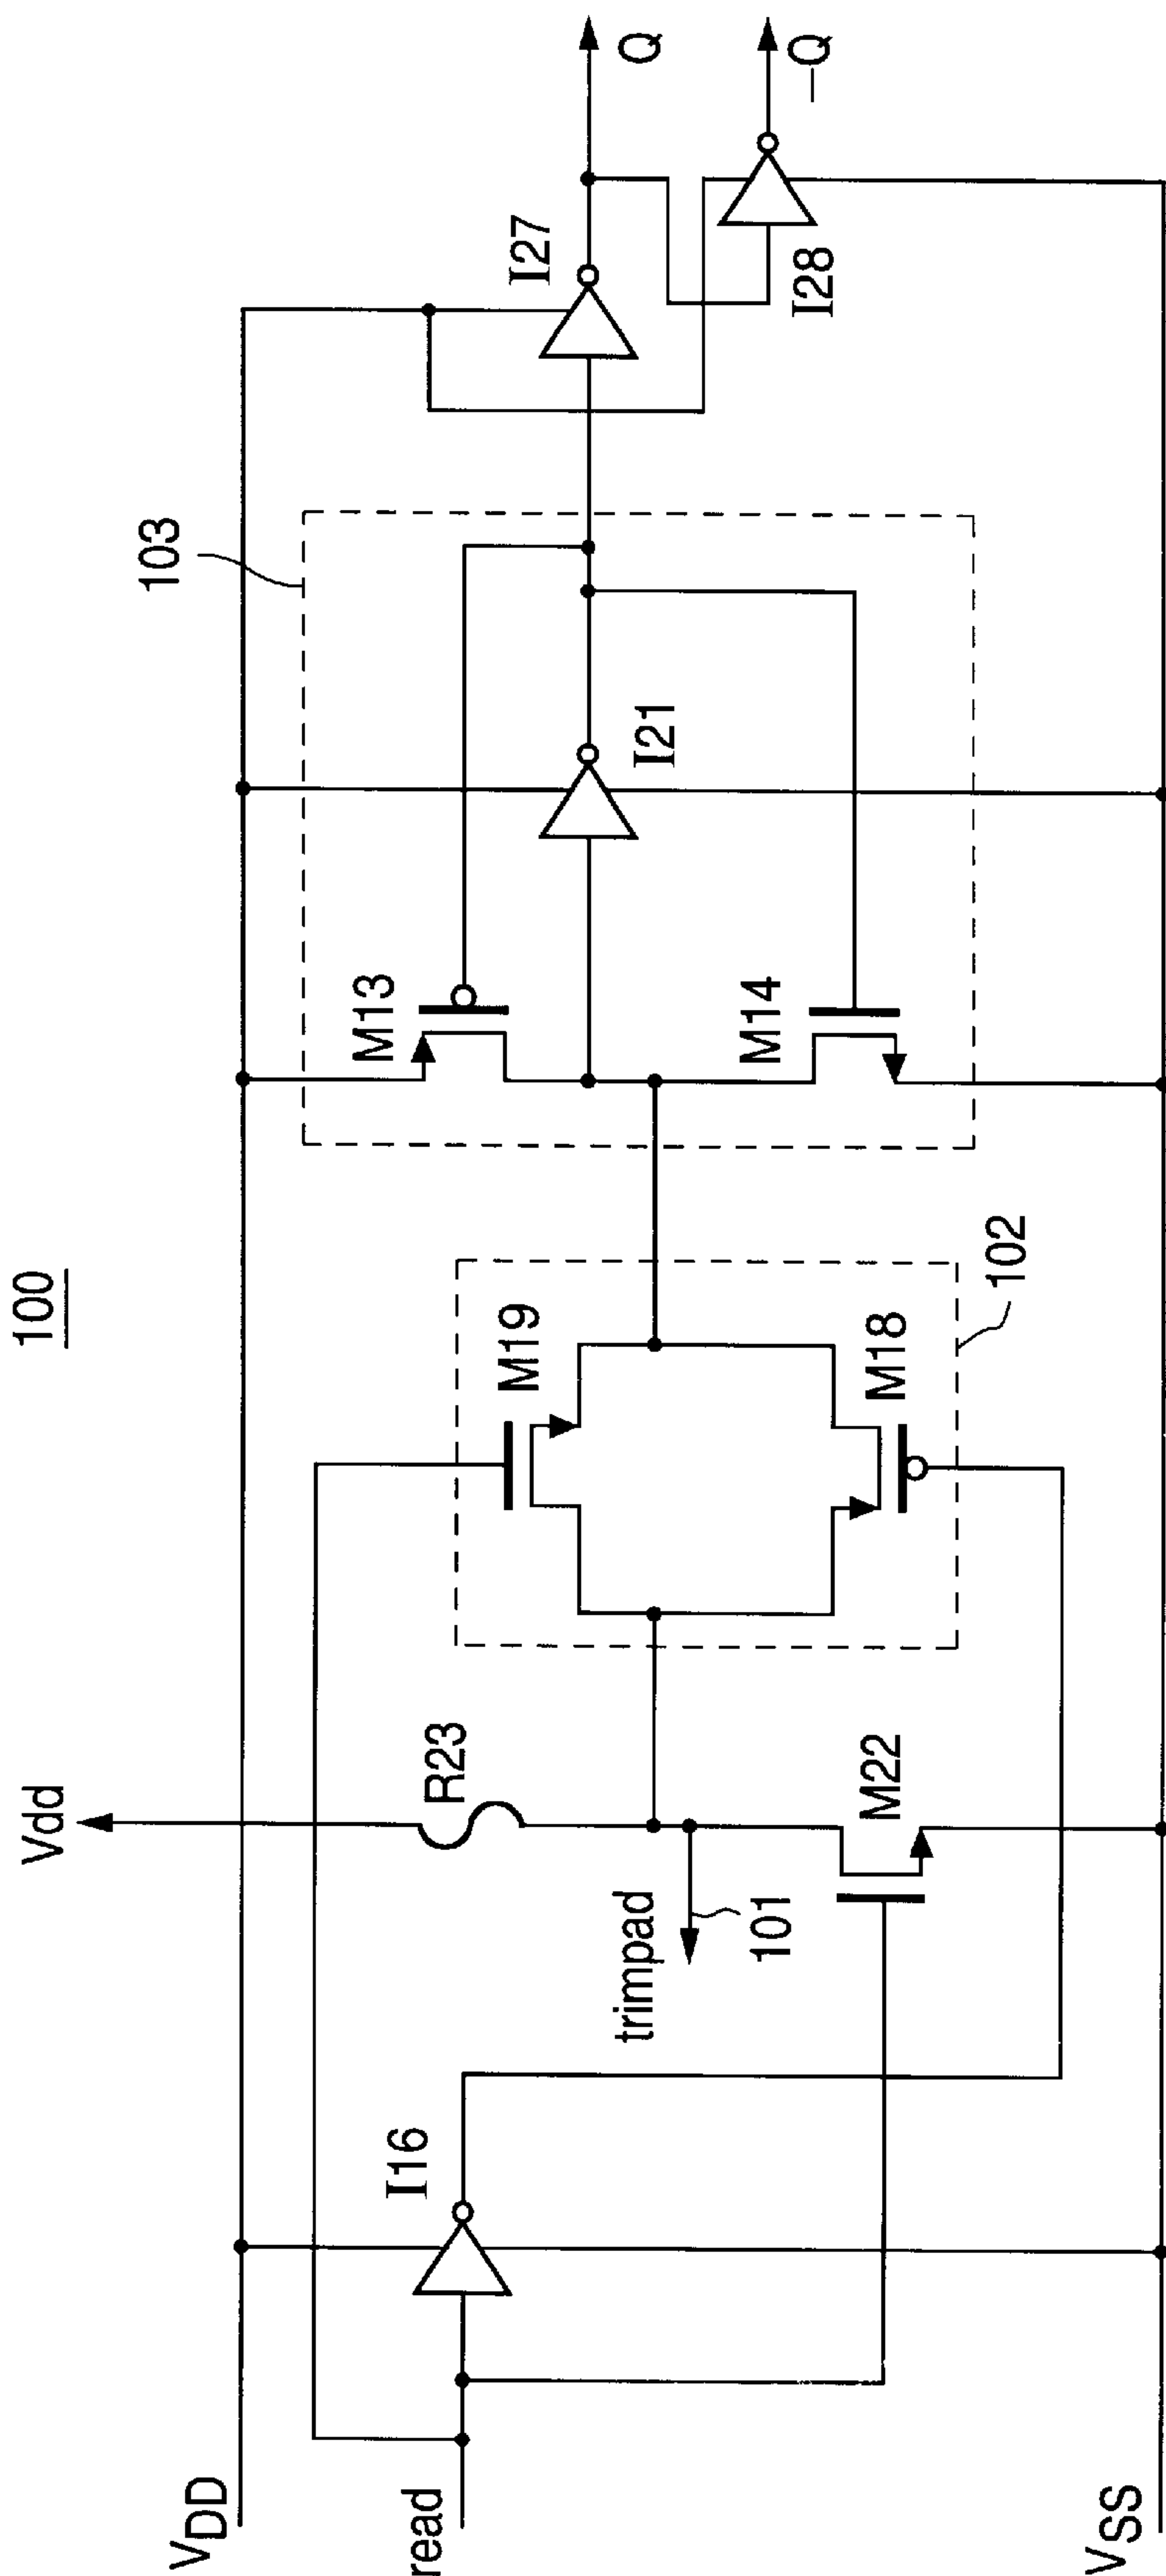 100
Vdd
VDD
read
I16
R23
trimpad
101
M22
M19
M18
102
M13
M14
103
I21
I27
I28
Q
—Q
VSS